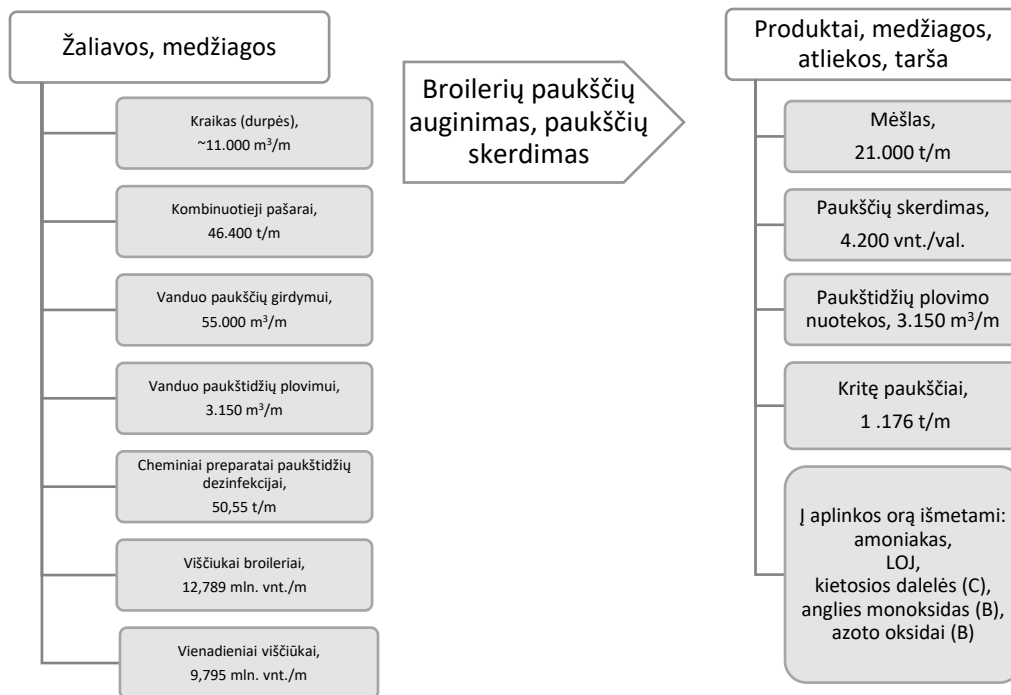 Žaliavos, medžiagos
Kraikas (durpės),
~11.000 m³/m
Kombinuotieji pašarai,
46.400 t/m
Vanduo paukščių girdymui,
55.000 m³/m
Vanduo paukštidžių plovimui,
3.150 m³/m
Cheminiai preparatai paukštidžių
dezinfekcijai,
50,55 t/m
Viščiukai broileriai,
12,789 mln. vnt./m
Vienadieniai viščiūkai,
9,795 mln. vnt./m
Broilerių paukščių
auginimas, paukščių
skerdimas
Produktai, medžiagos,
atliekos, tarša
Mėšlas,
21.000 t/m
Paukščių skerdimas,
4.200 vnt./val.
Paukštidžių plovimo
nuotekos, 3.150 m³/m
Kritę paukščiai,
1 .176 t/m
Į aplinkos orą išmetami:
amoniakas,
LOJ,
kietosios dalelės (C),
anglies monoksidas (B),
azoto oksidai (B)